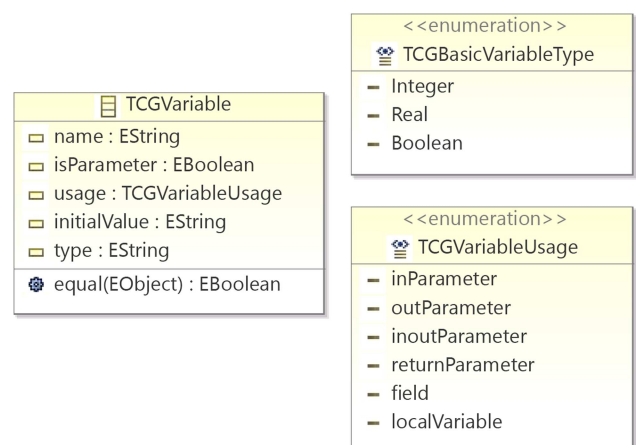 TCGVariable
name : EString
isParameter : EBoolean
usage : TCGVariableUsage
initialValue : EString
type : EString
equal(EObject) : EBoolean
<<enumeration>>
TCGBasicVariableType
Integer
Real
Boolean
<<enumeration>>
TCGVariableUsage
inParameter
outParameter
inoutParameter
returnParameter
field
localVariable